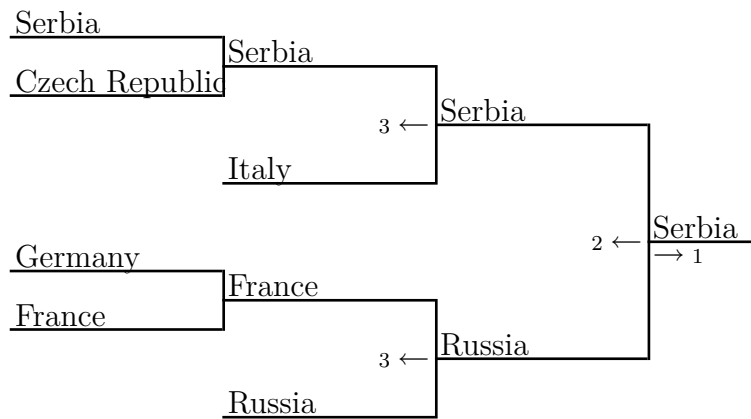 Serbia
Serbia
Czech Republic
Serbia
3 ←
Italy
Serbia
2 ←
→ 1
Germany
France
France
Russia
3 ←
Russia